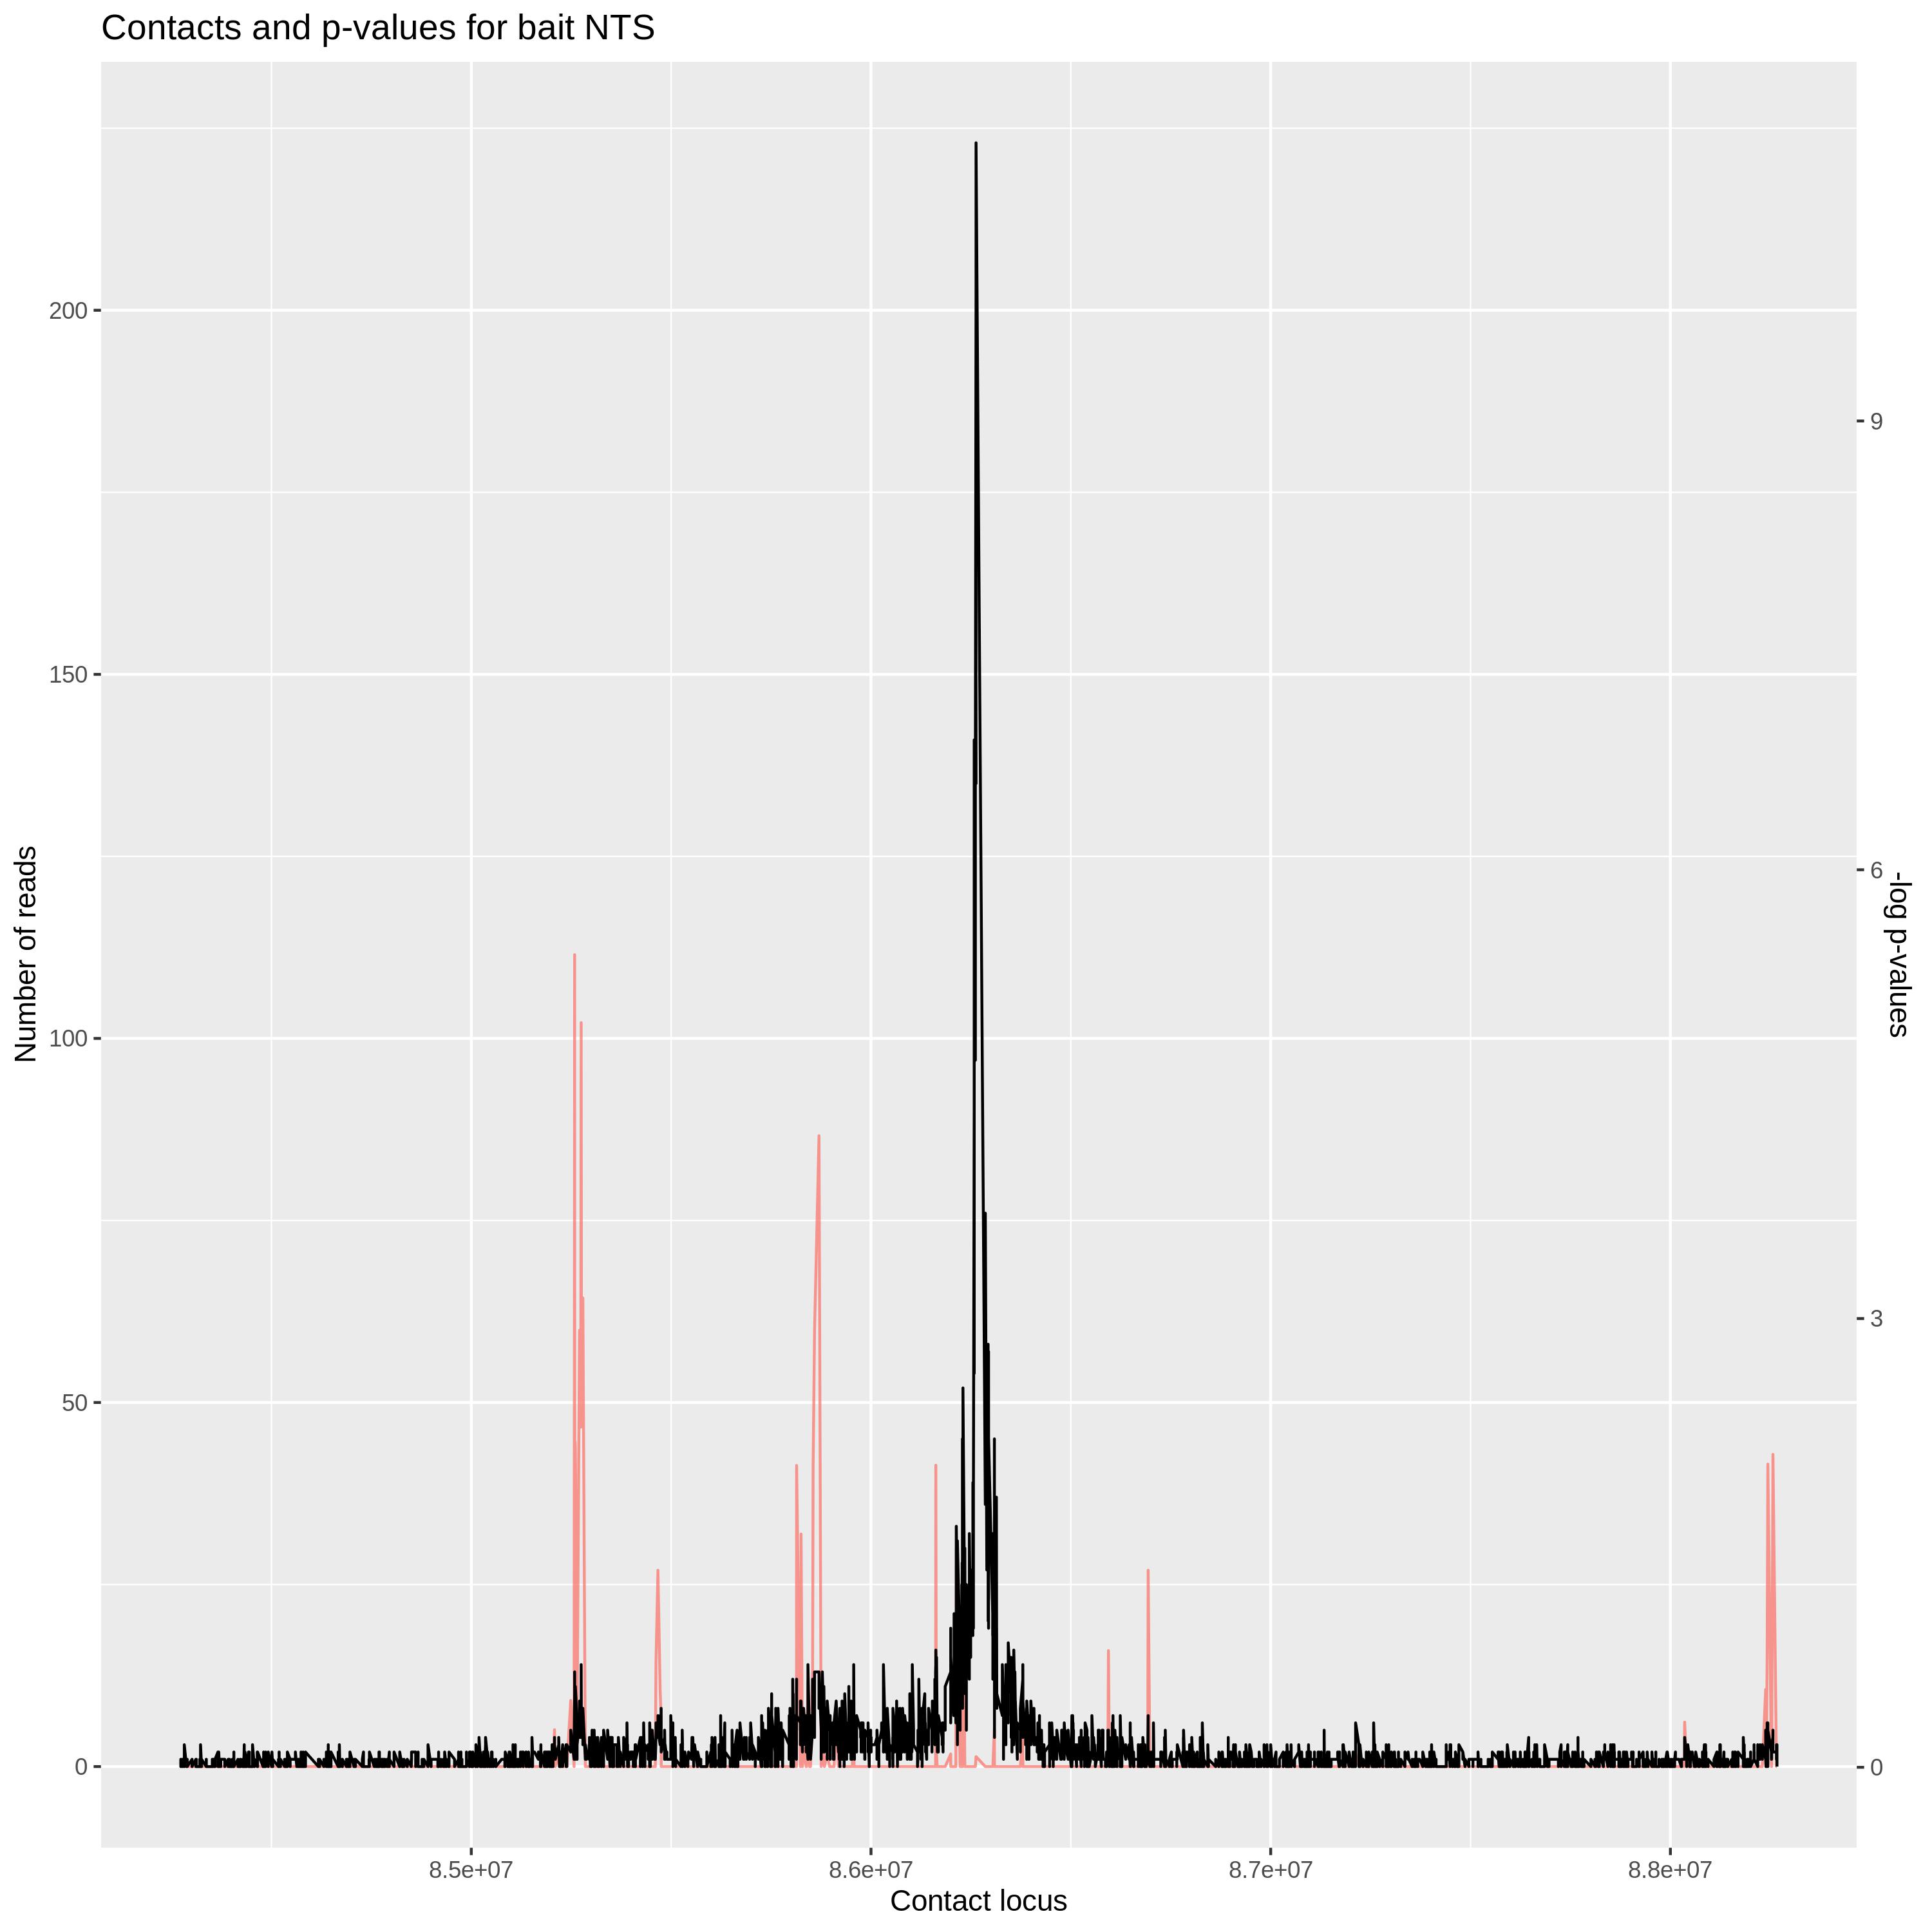 Contacts and p-values for bait NTS
Number of reads
200
150
100
50
0
9
6
3
0
-log p-values
8.5e+07 8.6e+07 8.7e+07 8.8e+07
Contact locus